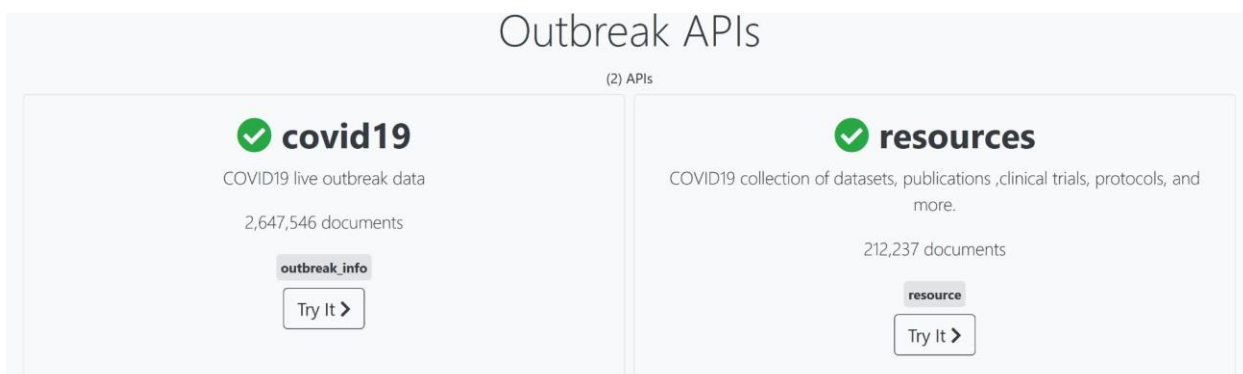 Outbreak APIs
(2) APIs
covid19
COVID19 live outbreak data
2,647,546 documents
outbreak_info
Try It
resources
COVID19 collection of datasets, publications ,clinical trials, protocols, and
more.
212,237 documents
resource
Try It